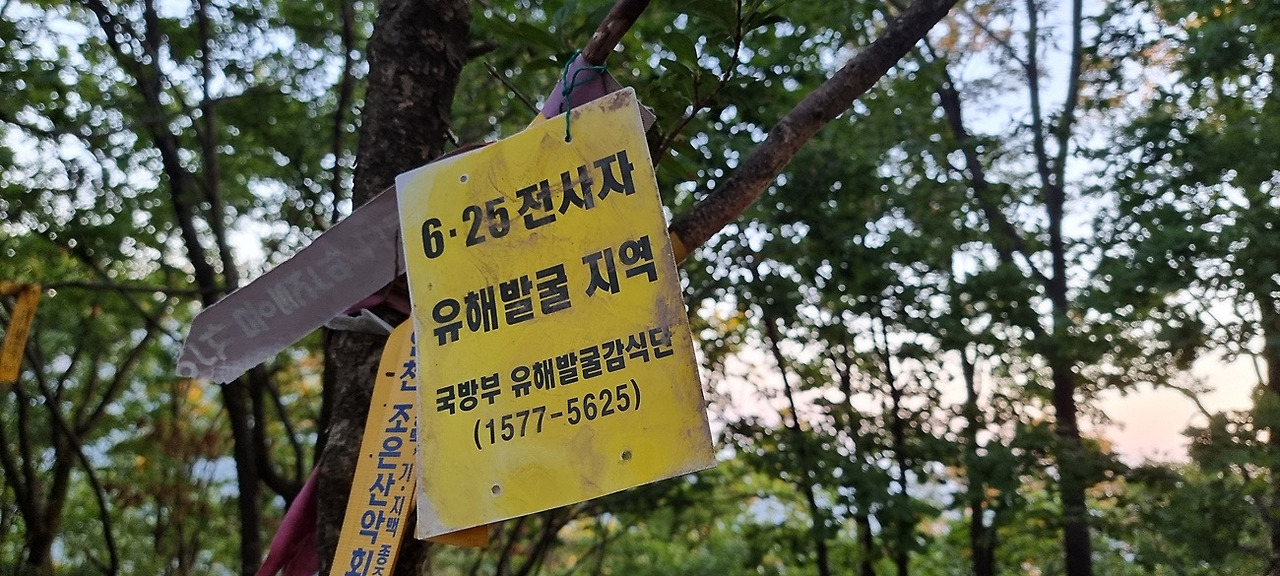 6·25 전사자
유해발굴 지역
국방부 유해발굴감식단
(1577-5625)
조은산악회